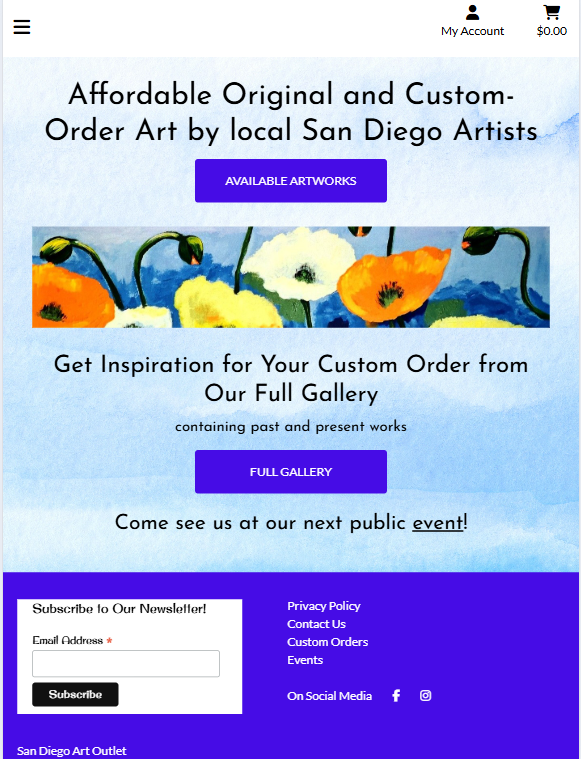 My Account
$0.00
Affordable Original and Custom-
Order Art by local San Diego Artists
AVAILABLE ARTWORKS
Get Inspiration for Your Custom Order from
Our Full Gallery
containing past and present works
FULL GALLERY
Come see us at our next public event!
Subscribe to Our Newsletter!
Email Address *
Subscribe
Privacy Policy
Contact Us
Custom Orders
Events
On Social Media
San Diego Art Outlet